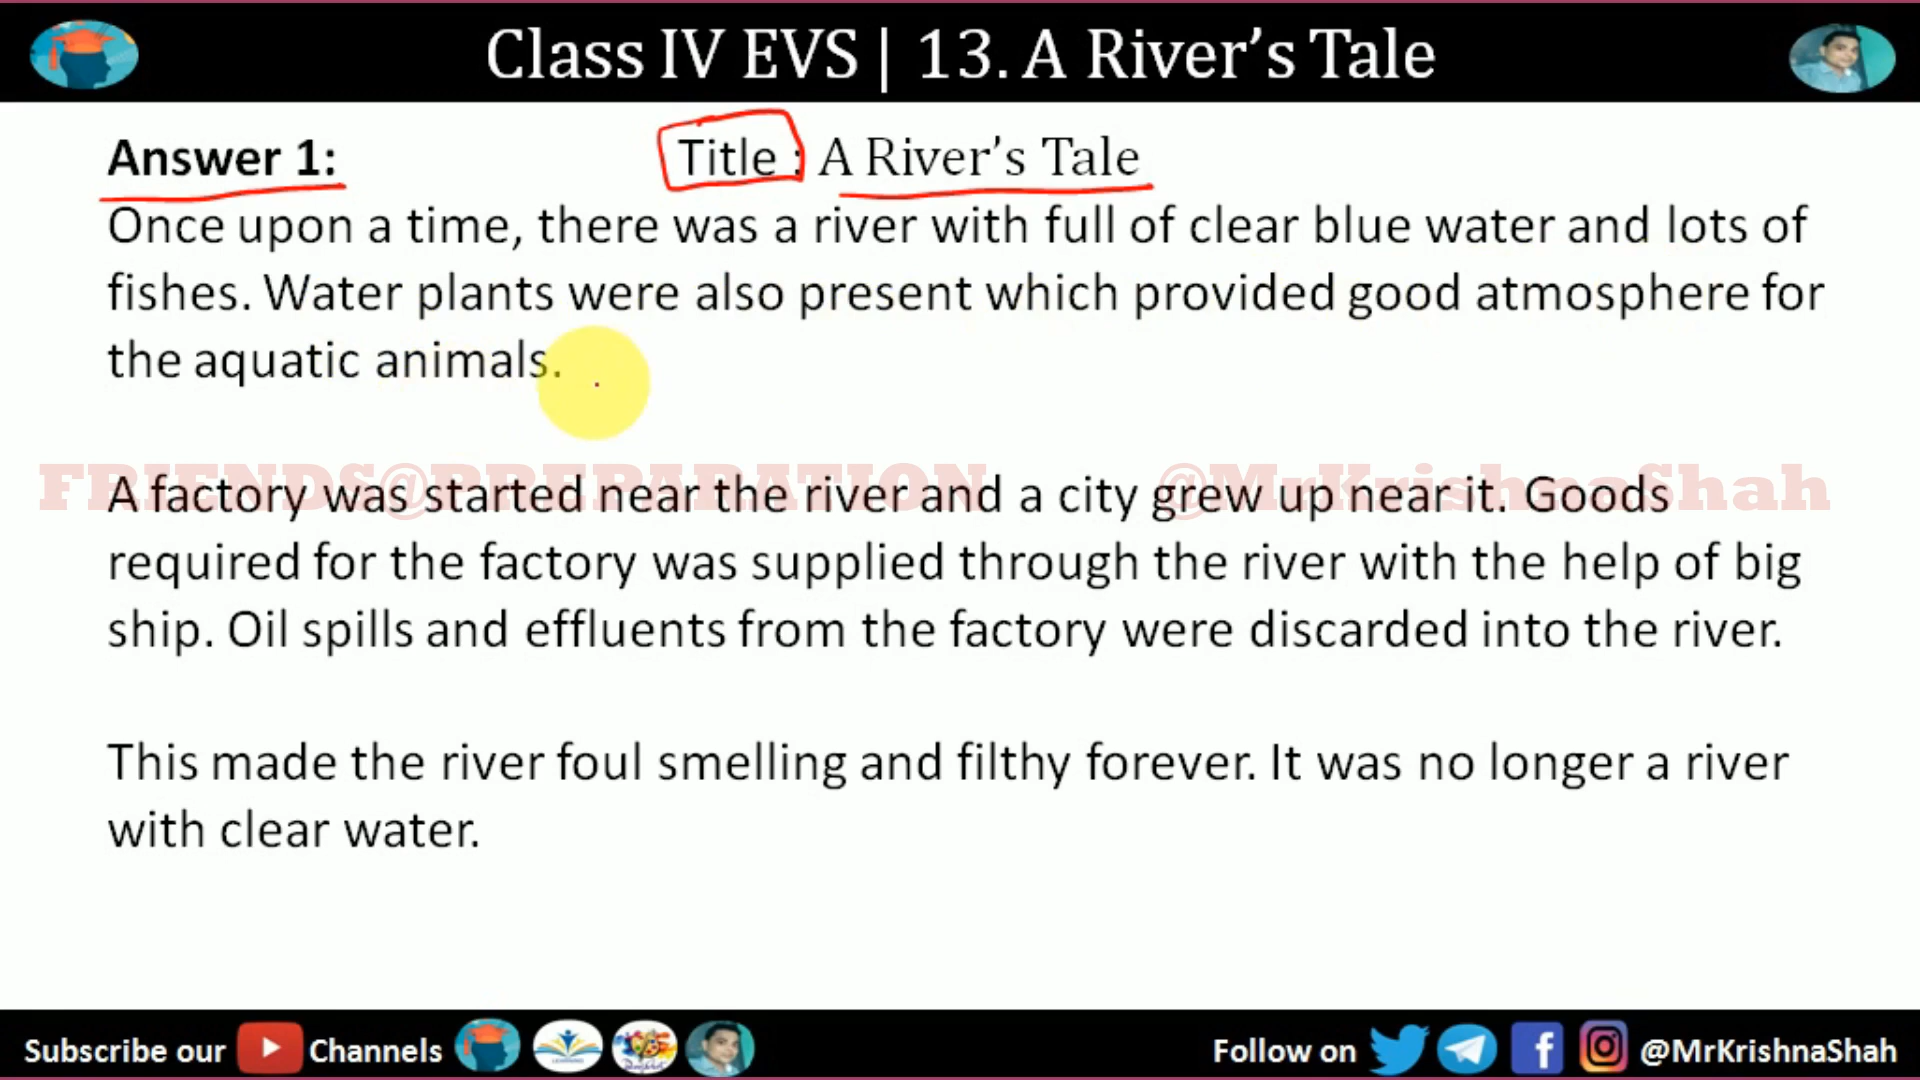 Class IV EVS | 13. A River's Tale
Answer 1: Title : A River's Tale
Once upon a time, there was a river with full of clear blue water and lots of
fishes. Water plants were also present which provided good atmosphere for
the aquatic animals.
FRIENDS@PREPARATION @MrKrishnaShah
A factory was started near the river and a city grew up near it. Goods
required for the factory was supplied through the river with the help of big
ship. Oil spills and effluents from the factory were discarded into the river.
This made the river foul smelling and filthy forever. It was no longer a river
with clear water.
Subscribe our Channels Follow on @MrKrishnaShah